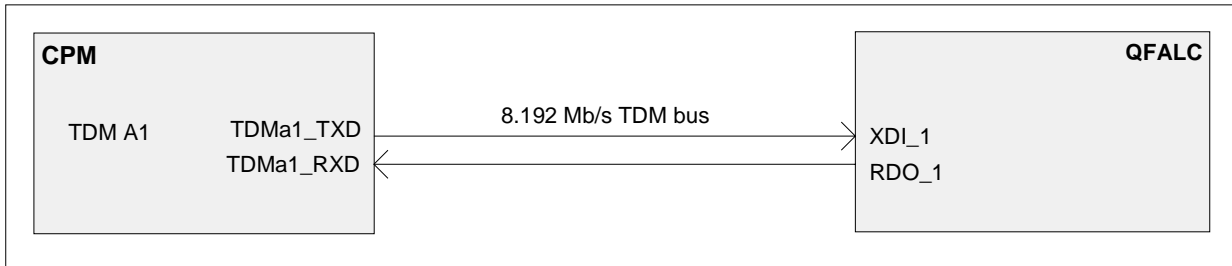 CPM
QFALC
8.192 Mb/s TDM bus
TDM A1
TDMa1_TXD
XDI_1
TDMa1_RXD
RDO_1